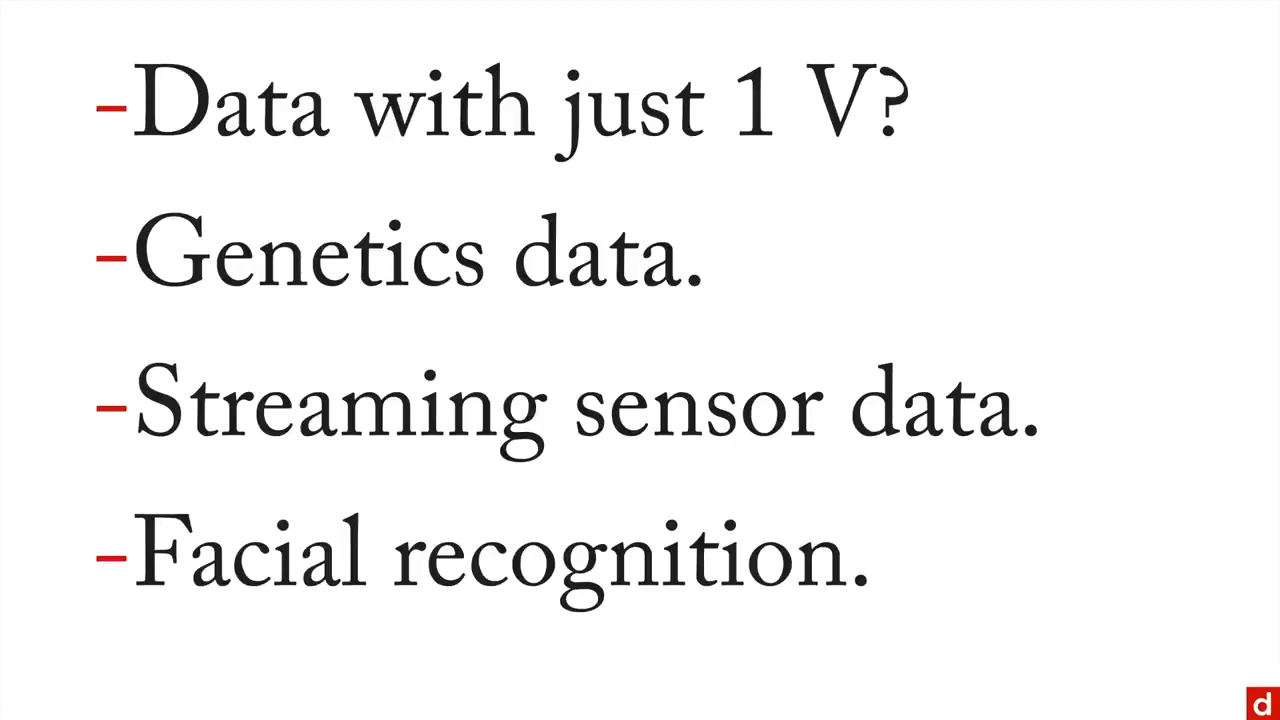 -Data with just 1 V?
-Genetics data.
-Streaming sensor data.
-Facial recognition.
d